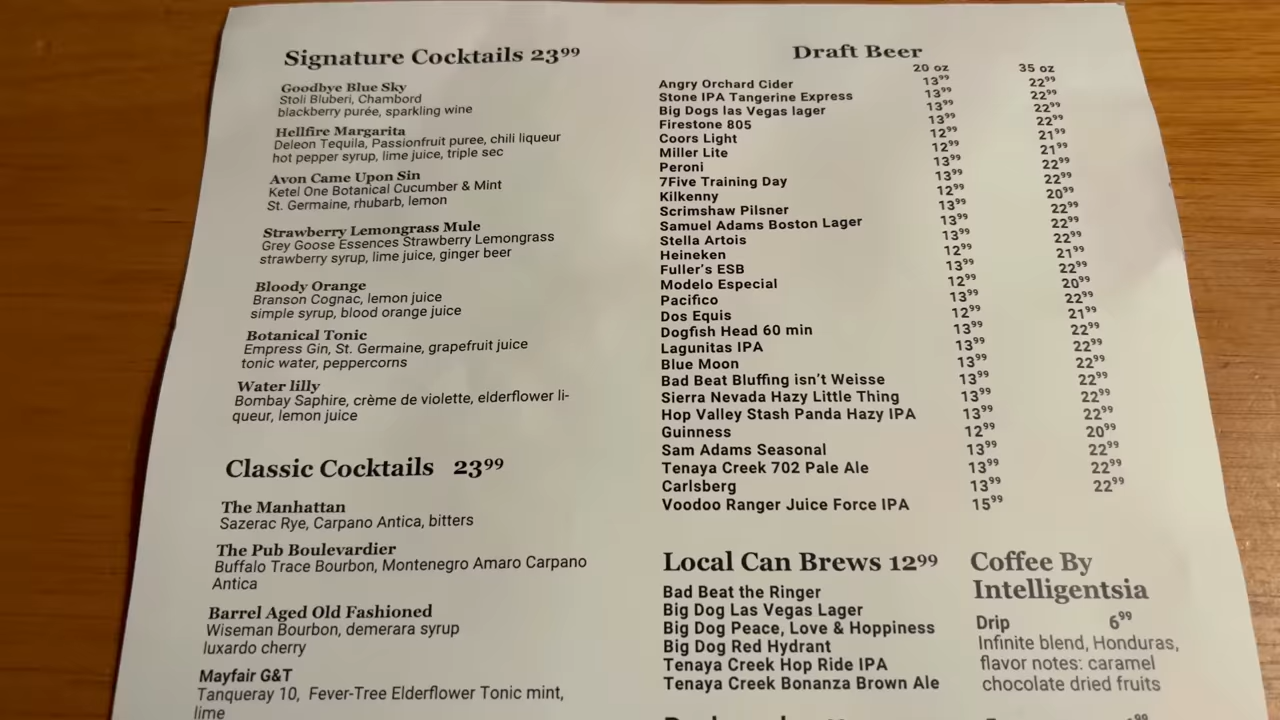 Signature Cocktails 23⁹⁹
Goodbye Blue Sky
Stoli Bluberi, Chambord
blackberry purée, sparkling wine
Hellfire Margarita
Deleon Tequila, Passionfruit puree, chili liqueur
hot pepper syrup, lime juice, triple sec
Avon Came Upon Sin
Ketel One Botanical Cucumber & Mint
St. Germaine, rhubarb, lemon
Strawberry Lemongrass Mule
Grey Goose Essences Strawberry Lemongrass
strawberry syrup, lime juice, ginger beer
Bloody Orange
Branson Cognac, lemon juice
simple syrup, blood orange juice
Botanical Tonic
Empress Gin, St. Germaine, grapefruit juice
tonic water, peppercorns
Water lilly
Bombay Saphire, crème de violette, elderflower li-
queur, lemon juice
Classic Cocktails 23⁹⁹
The Manhattan
Sazerac Rye, Carpano Antica, bitters
The Pub Boulevardier
Buffalo Trace Bourbon, Montenegro Amaro Carpano
Antica
Barrel Aged Old Fashioned
Wiseman Bourbon, demerara syrup
luxardo cherry
Mayfair G&T
Tanqueray 10, Fever-Tree Elderflower Tonic mint,
lime
Draft Beer
20 oz 35 oz
Angry Orchard Cider 13⁹⁹ 22⁹⁹
Stone IPA Tangerine Express 13⁹⁹ 22⁹⁹
Big Dogs las Vegas lager 13⁹⁹ 22⁹⁹
Firestone 805 13⁹⁹ 22⁹⁹
Coors Light 12⁹⁹ 21⁹⁹
Miller Lite 12⁹⁹ 21⁹⁹
Peroni 13⁹⁹ 22⁹⁹
7Five Training Day 13⁹⁹ 22⁹⁹
Kilkenny 12⁹⁹ 20⁹⁹
Scrimshaw Pilsner 13⁹⁹ 22⁹⁹
Samuel Adams Boston Lager 13⁹⁹ 22⁹⁹
Stella Artois 13⁹⁹ 22⁹⁹
Heineken 12⁹⁹ 21⁹⁹
Fuller's ESB 13⁹⁹ 22⁹⁹
Modelo Especial 12⁹⁹ 20⁹⁹
Pacifico 13⁹⁹ 22⁹⁹
Dos Equis 12⁹⁹ 21⁹⁹
Dogfish Head 60 min 13⁹⁹ 22⁹⁹
Lagunitas IPA 13⁹⁹ 22⁹⁹
Blue Moon 13⁹⁹ 22⁹⁹
Bad Beat Bluffing isn't Weisse 13⁹⁹ 22⁹⁹
Sierra Nevada Hazy Little Thing 13⁹⁹ 22⁹⁹
Hop Valley Stash Panda Hazy IPA 13⁹⁹ 22⁹⁹
Guinness 12⁹⁹ 20⁹⁹
Sam Adams Seasonal 13⁹⁹ 22⁹⁹
Tenaya Creek 702 Pale Ale 13⁹⁹ 22⁹⁹
Carlsberg 13⁹⁹ 22⁹⁹
Voodoo Ranger Juice Force IPA 15⁹⁹
Local Can Brews 12⁹⁹
Bad Beat the Ringer
Big Dog Las Vegas Lager
Big Dog Peace, Love & Hoppiness
Big Dog Red Hydrant
Tenaya Creek Hop Ride IPA
Tenaya Creek Bonanza Brown Ale
Coffee By
Intelligentsia
Drip 6⁹⁹
Infinite blend, Honduras,
flavor notes: caramel
chocolate dried fruits